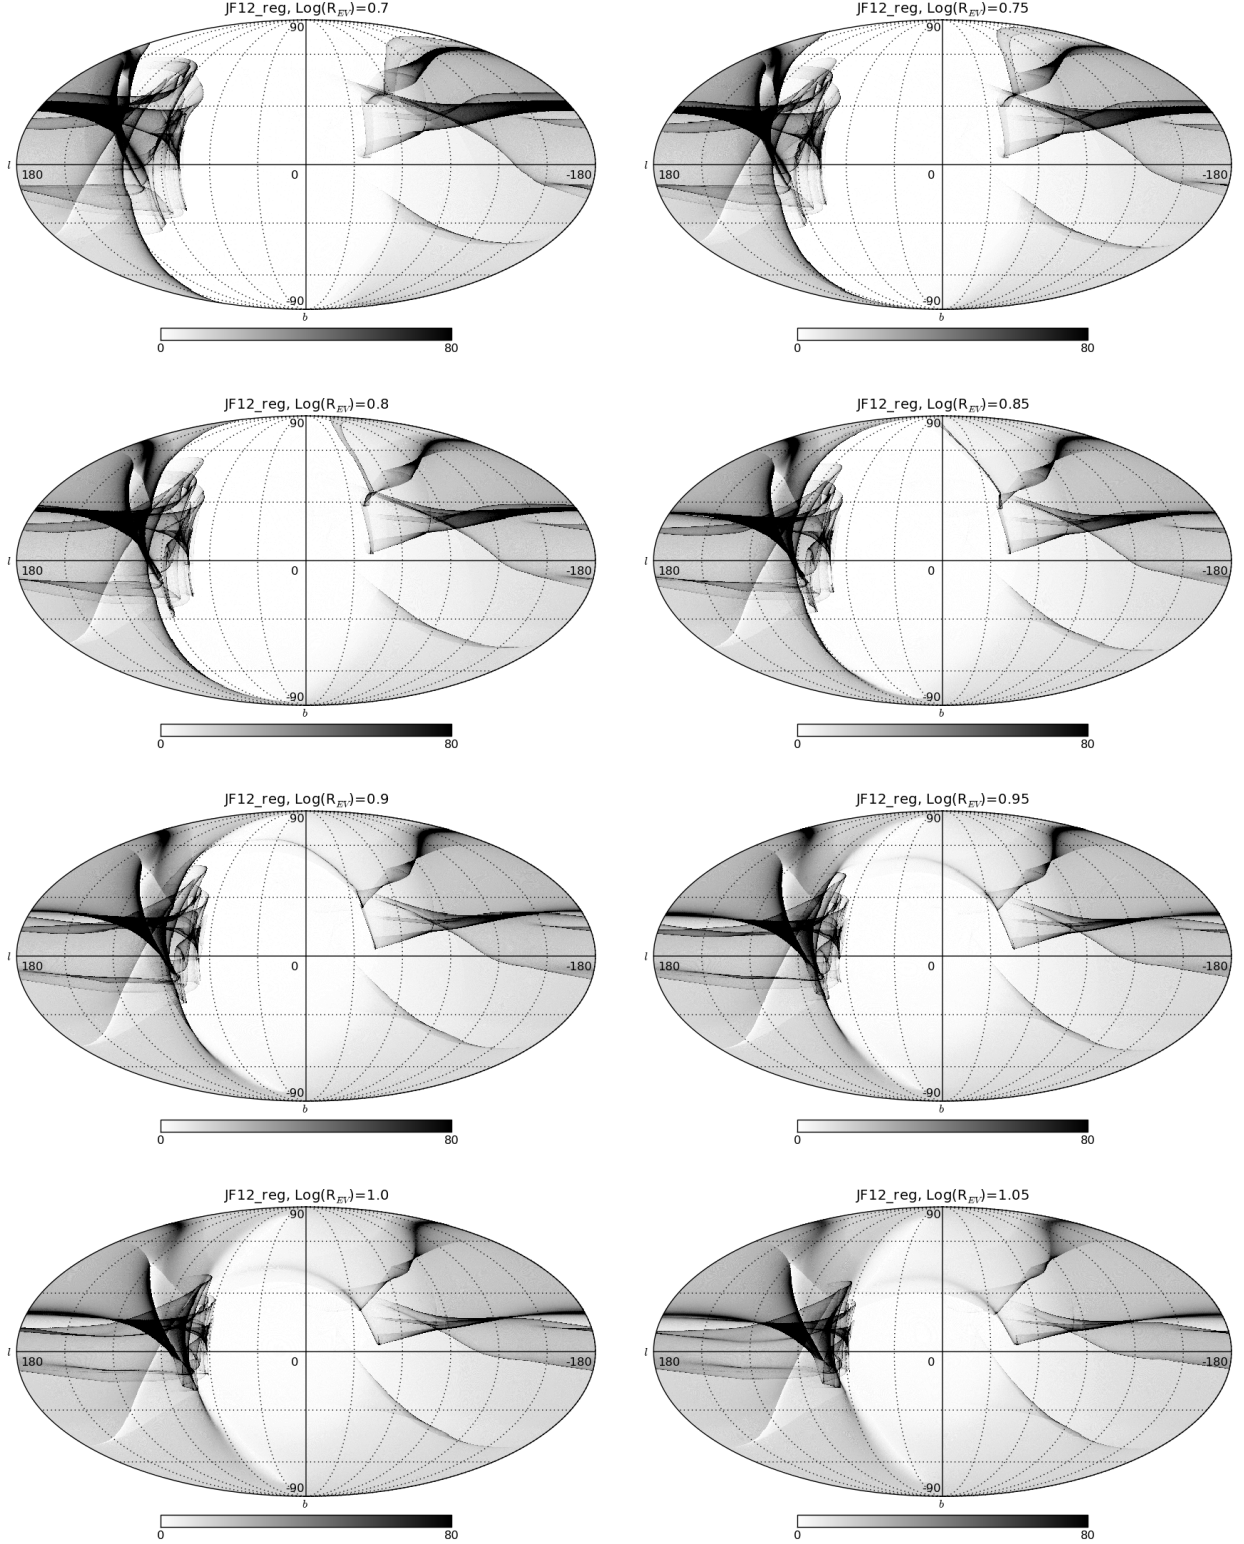 JF12_reg, Log(R_EV)=0.7
90
l
180
0
-180
-90
b
0
80
JF12_reg, Log(R_EV)=0.75
90
l
180
0
-180
-90
b
0
80
JF12_reg, Log(R_EV)=0.8
90
l
180
0
-180
-90
b
0
80
JF12_reg, Log(R_EV)=0.85
90
l
180
0
-180
-90
b
0
80
JF12_reg, Log(R_EV)=0.9
90
l
180
0
-180
-90
b
0
80
JF12_reg, Log(R_EV)=0.95
90
l
180
0
-180
-90
b
0
80
JF12_reg, Log(R_EV)=1.0
90
l
180
0
-180
-90
b
0
80
JF12_reg, Log(R_EV)=1.05
90
l
180
0
-180
-90
b
0
80